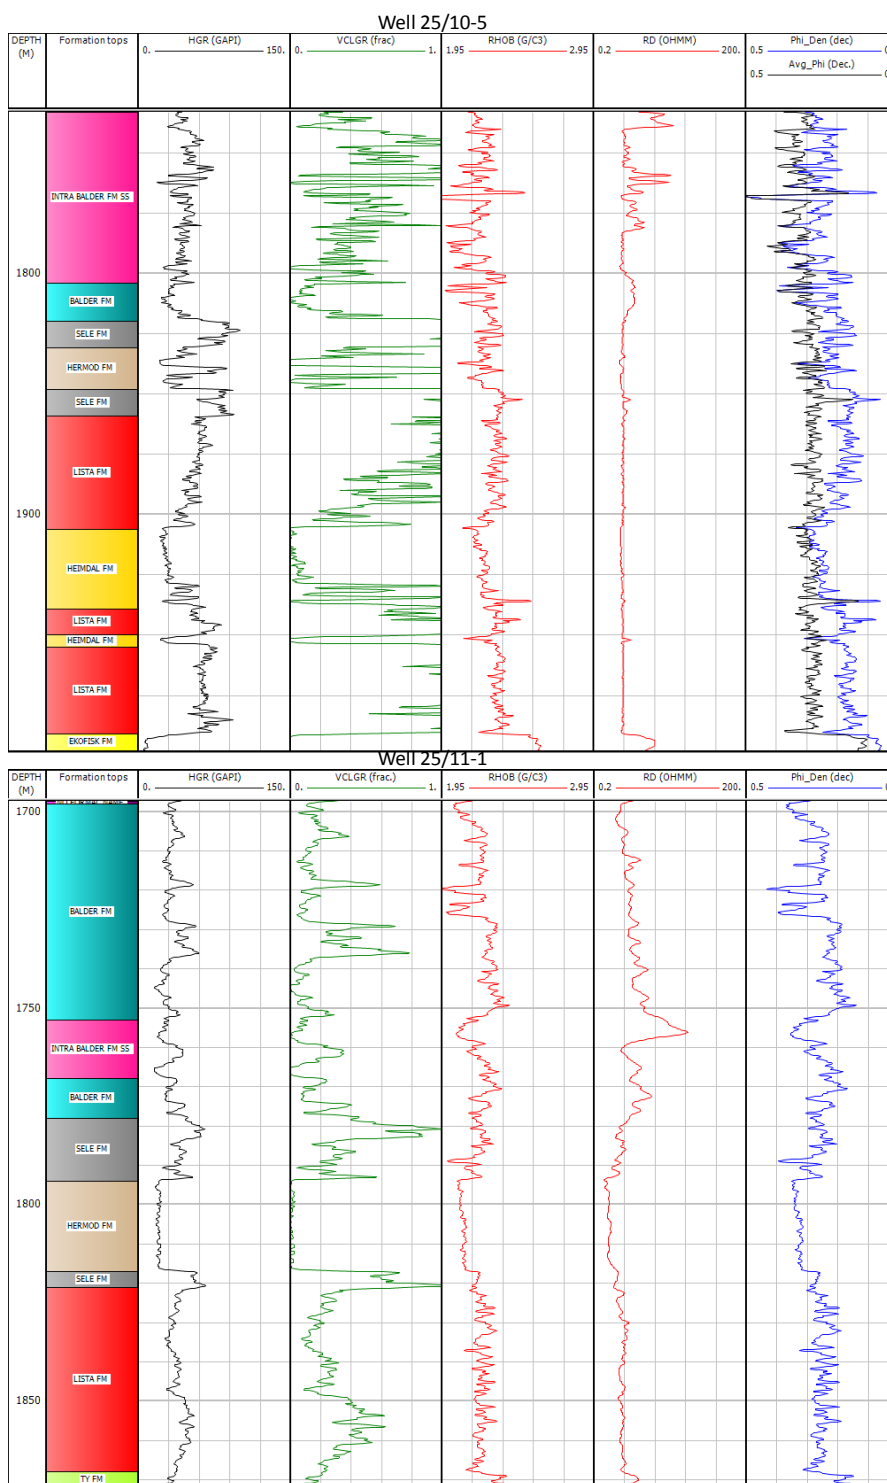 Well 25/10-5
DEPTH (M)
Formation tops
HGR (GAPI)
0. 150.
VCLGR (frac)
0. 1.
RHOB (G/C3)
1.95 2.95
RD (OHMM)
0.2 200.
Phi_Den (dec)
0.5 0
Avg_Phi (Dec.)
0.5 0
INTRA BALDER FM SS
1800
BALDER FM
SELE FM
HERMOD FM
SELE FM
LISTA FM
1900
HEIMDAL FM
LISTA FM
HEIMDAL FM
LISTA FM
EKOFISK FM
Well 25/11-1
DEPTH (M)
Formation tops
HGR (GAPI)
0. 150.
VCLGR (frac.)
0. 1.
RHOB (G/C3)
1.95 2.95
RD (OHMM)
0.2 200.
Phi_Den (dec)
0.5 0
1700
BALDER FM
1750
INTRA BALDER FM SS
BALDER FM
SELE FM
1800
HERMOD FM
SELE FM
LISTA FM
1850
TY FM